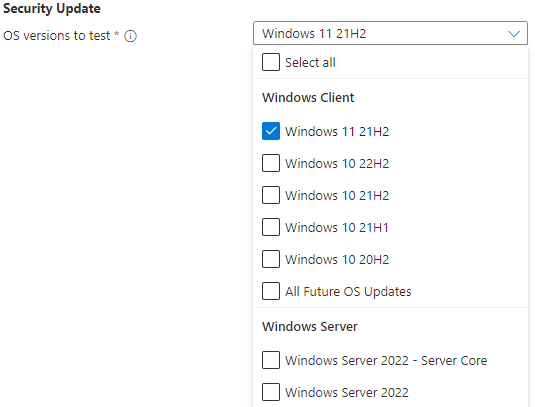 Security Update
OS versions to test * Windows 11 21H2
Select all
Windows Client
Windows 11 21H2
Windows 10 22H2
Windows 10 21H2
Windows 10 21H1
Windows 10 20H2
All Future OS Updates
Windows Server
Windows Server 2022 - Server Core
Windows Server 2022